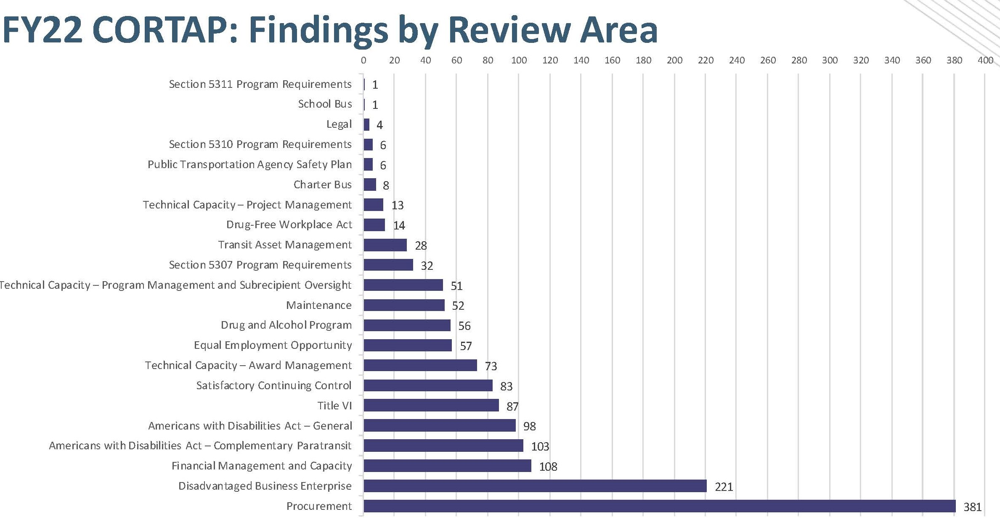 FY22 CORTAP: Findings by Review Area
0 20 40 60 80 100 120 140 160 180 200 220 240 260 280 300 320 340 360 380 400
Section 5311 Program Requirements 1
School Bus 1
Legal 4
Section 5310 Program Requirements 6
Public Transportation Agency Safety Plan 6
Charter Bus 8
Technical Capacity – Project Management 13
Drug-Free Workplace Act 14
Transit Asset Management 28
Section 5307 Program Requirements 32
Technical Capacity – Program Management and Subrecipient Oversight 51
Maintenance 52
Drug and Alcohol Program 56
Equal Employment Opportunity 57
Technical Capacity – Award Management 73
Satisfactory Continuing Control 83
Title VI 87
Americans with Disabilities Act – General 98
Americans with Disabilities Act – Complementary Paratransit 103
Financial Management and Capacity 108
Disadvantaged Business Enterprise 221
Procurement 381